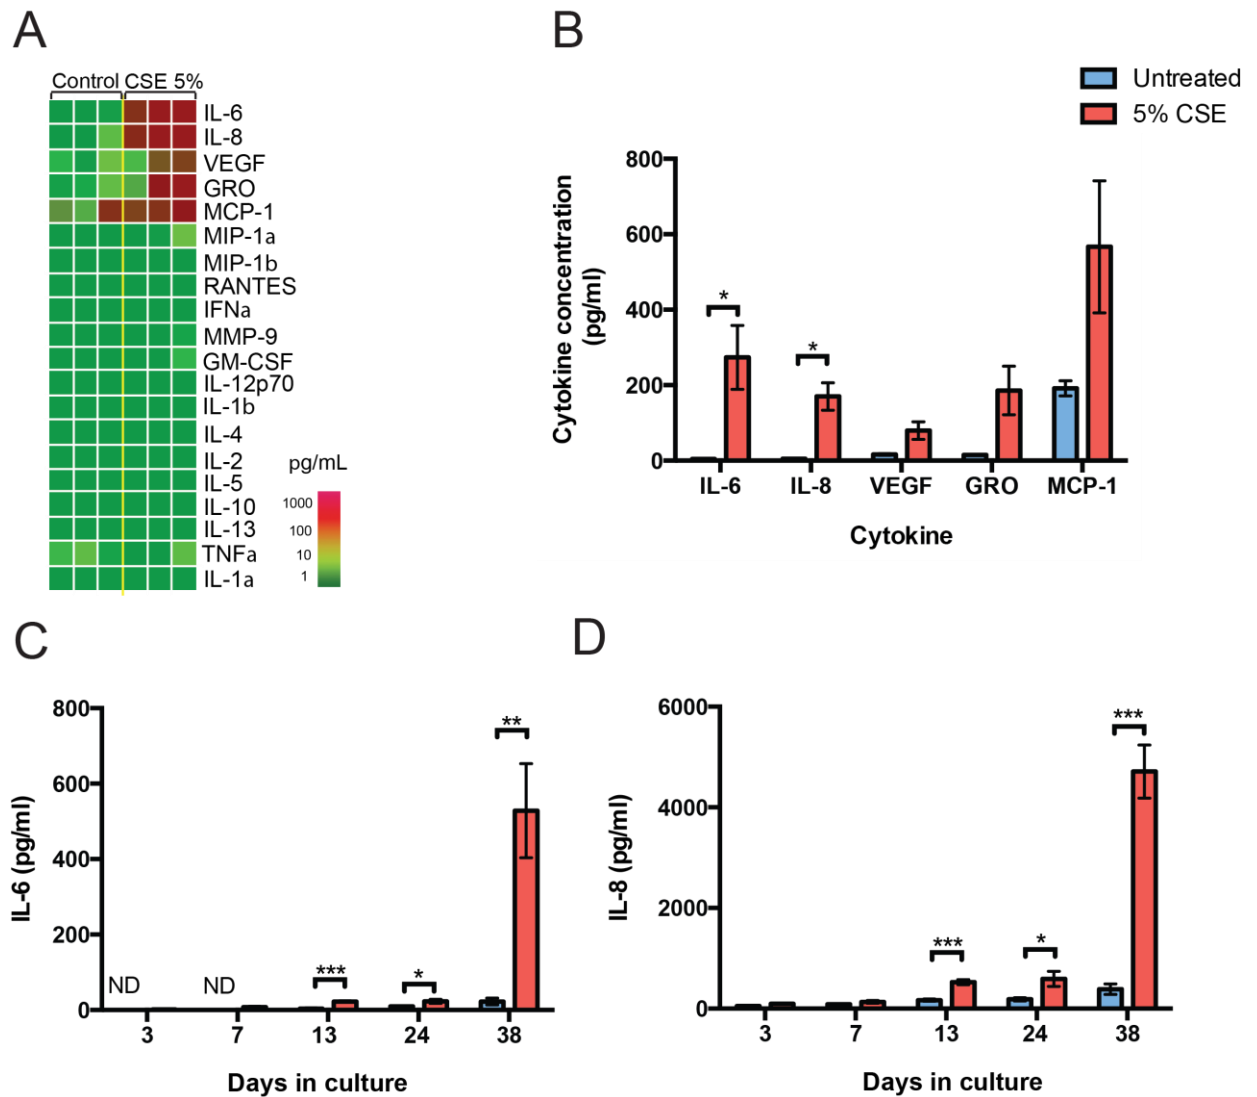 A
Control CSE 5%
IL-6
IL-8
VEGF
GRO
MCP-1
MIP-1a
MIP-1b
RANTES
IFNa
MMP-9
GM-CSF
IL-12p70
IL-1b
IL-4
IL-2
IL-5
IL-10
IL-13
TNFa
IL-1a
pg/mL
1000
100
10
1
B
Untreated
5% CSE
Cytokine concentration
(pg/ml)
800
600
400
200
0
*
*
IL-6 IL-8 VEGF GRO MCP-1
Cytokine
C
IL-6 (pg/ml)
800
600
400
200
0
ND ND *** * **
3 7 13 24 38
Days in culture
D
IL-8 (pg/ml)
6000
4000
2000
0
*** * ***
3 7 13 24 38
Days in culture